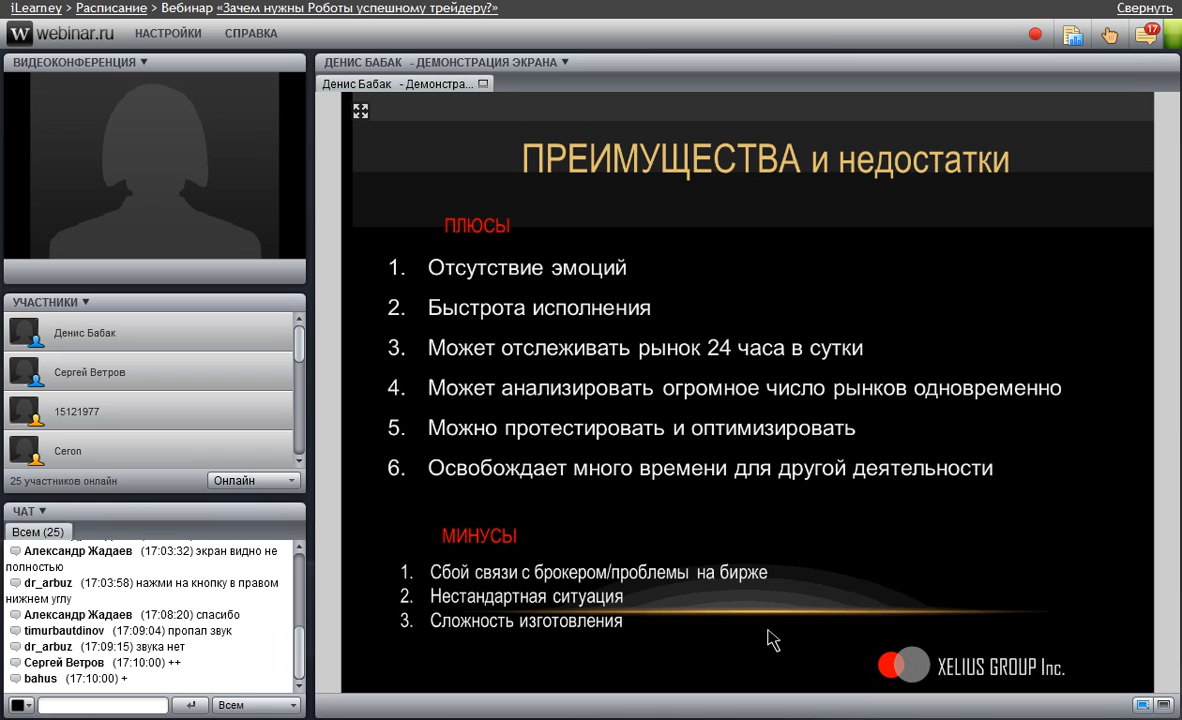 iLearney > Расписание > Вебинар «Зачем нужны Роботы успешному трейдеру?»
Свернуть
W webinar.ru НАСТРОЙКИ СПРАВКА
17
ВИДЕОКОНФЕРЕНЦИЯ
ДЕНИС БАБАК - ДЕМОНСТРАЦИЯ ЭКРАНА
Денис Бабак - Демонстра...
УЧАСТНИКИ
Денис Бабак
Сергей Ветров
15121977
Ceron
25 участников онлайн
Онлайн
ЧАТ
Всем (25)
Александр Жадаев (17:03:32) экран видно не
полностью
dr_arbuz (17:03:58) нажми на кнопку в правом
нижнем углу
Александр Жадаев (17:08:20) спасибо
timurbautdinov (17:09:04) пропал звук
dr_arbuz (17:09:15) звука нет
Сергей Ветров (17:10:00) ++
bahus (17:10:00) +
Всем
ПРЕИМУЩЕСТВА и недостатки
ПЛЮСЫ
1. Отсутствие эмоций
2. Быстрота исполнения
3. Может отслеживать рынок 24 часа в сутки
4. Может анализировать огромное число рынков одновременно
5. Можно протестировать и оптимизировать
6. Освобождает много времени для другой деятельности
МИНУСЫ
1. Сбой связи с брокером/проблемы на бирже
2. Нестандартная ситуация
3. Сложность изготовления
XELIUS GROUP Inc.